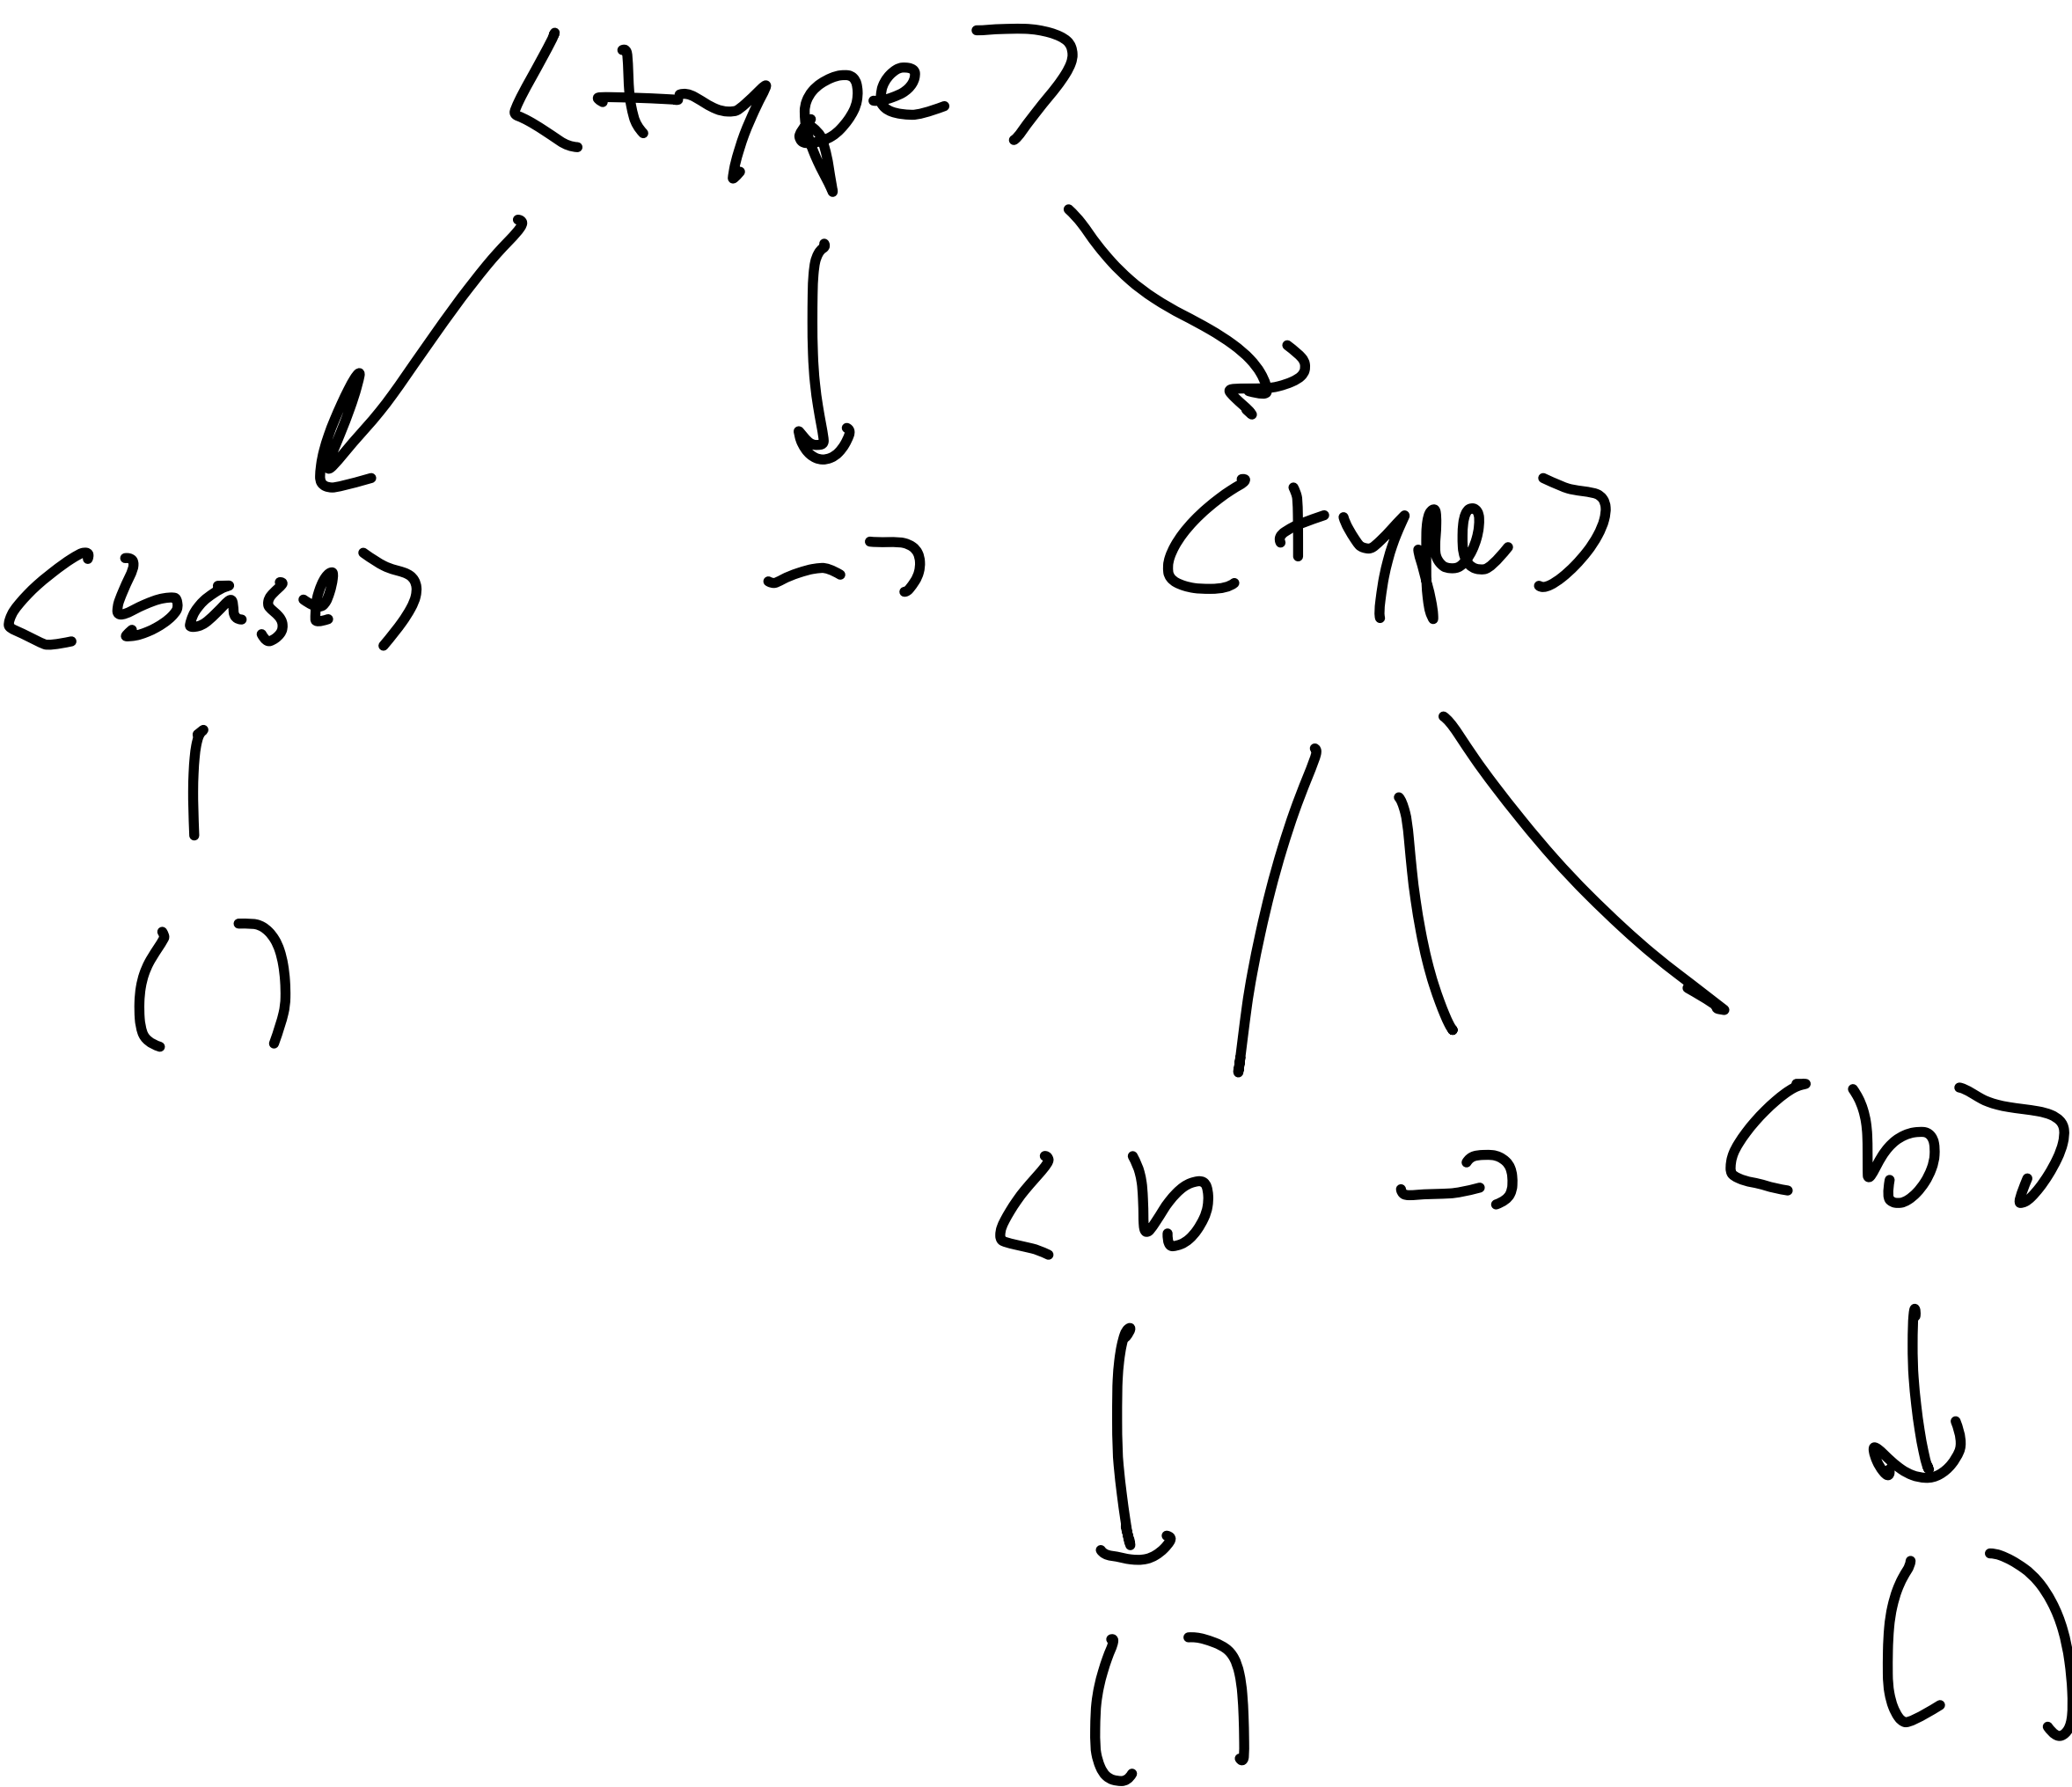 <type>
<base> -> <type>
()
<b -> <b>
()
()